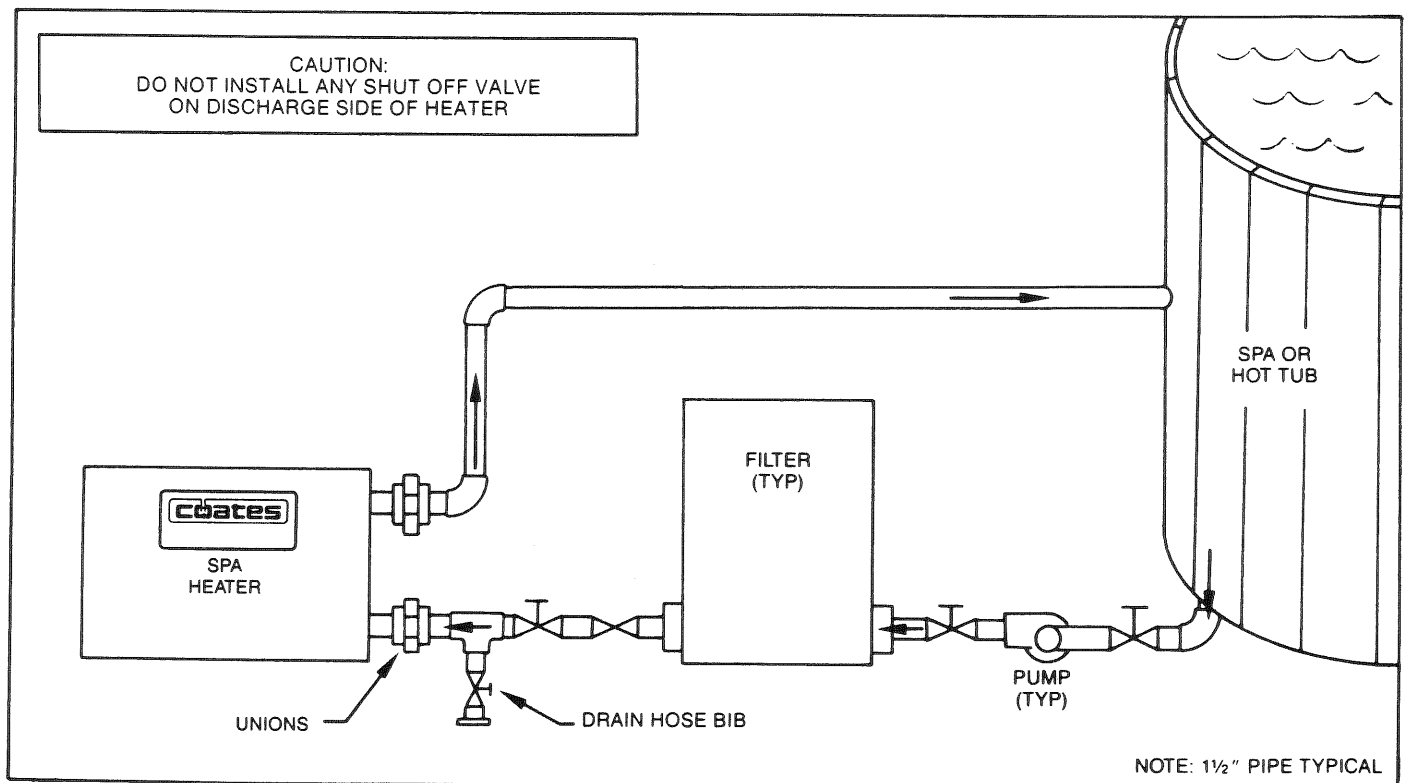 CAUTION:
DO NOT INSTALL ANY SHUT OFF VALVE
ON DISCHARGE SIDE OF HEATER
SPA OR
HOT TUB
FILTER
(TYP)
coates
SPA
HEATER
PUMP
(TYP)
UNIONS
DRAIN HOSE BIB
NOTE: 1½" PIPE TYPICAL